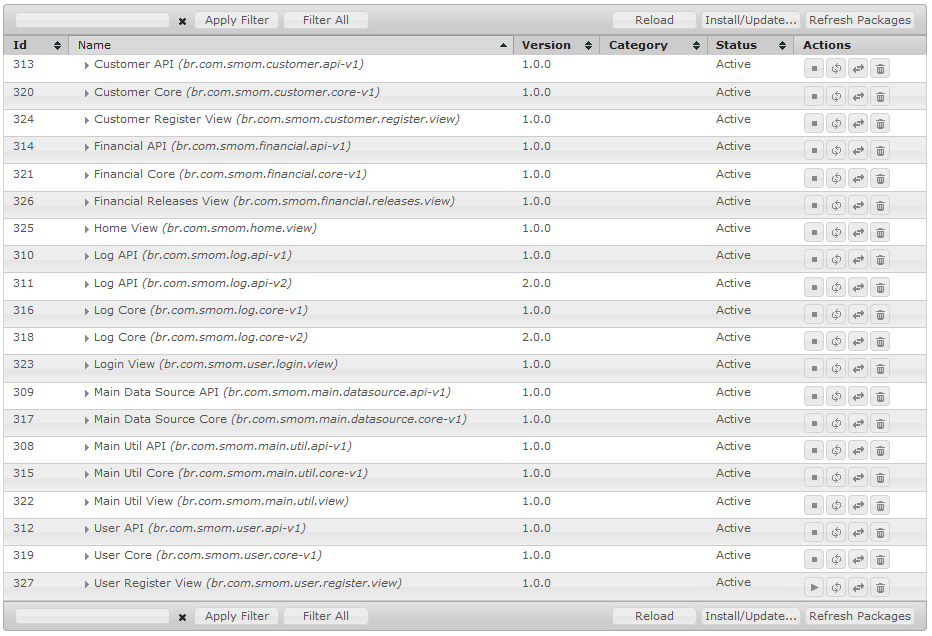 Apply Filter Filter All Reload Install/Update... Refresh Packages
Id Name Version Category Status Actions
313 Customer API (br.com.smom.customer.api-v1) 1.0.0 Active
320 Customer Core (br.com.smom.customer.core-v1) 1.0.0 Active
324 Customer Register View (br.com.smom.customer.register.view) 1.0.0 Active
314 Financial API (br.com.smom.financial.api-v1) 1.0.0 Active
321 Financial Core (br.com.smom.financial.core-v1) 1.0.0 Active
326 Financial Releases View (br.com.smom.financial.releases.view) 1.0.0 Active
325 Home View (br.com.smom.home.view) 1.0.0 Active
310 Log API (br.com.smom.log.api-v1) 1.0.0 Active
311 Log API (br.com.smom.log.api-v2) 2.0.0 Active
316 Log Core (br.com.smom.log.core-v1) 1.0.0 Active
318 Log Core (br.com.smom.log.core-v2) 2.0.0 Active
323 Login View (br.com.smom.user.login.view) 1.0.0 Active
309 Main Data Source API (br.com.smom.main.datasource.api-v1) 1.0.0 Active
317 Main Data Source Core (br.com.smom.main.datasource.core-v1) 1.0.0 Active
308 Main Util API (br.com.smom.main.util.api-v1) 1.0.0 Active
315 Main Util Core (br.com.smom.main.util.core-v1) 1.0.0 Active
322 Main Util View (br.com.smom.main.util.view) 1.0.0 Active
312 User API (br.com.smom.user.api-v1) 1.0.0 Active
319 User Core (br.com.smom.user.core-v1) 1.0.0 Active
327 User Register View (br.com.smom.user.register.view) 1.0.0 Active
Apply Filter Filter All Reload Install/Update... Refresh Packages